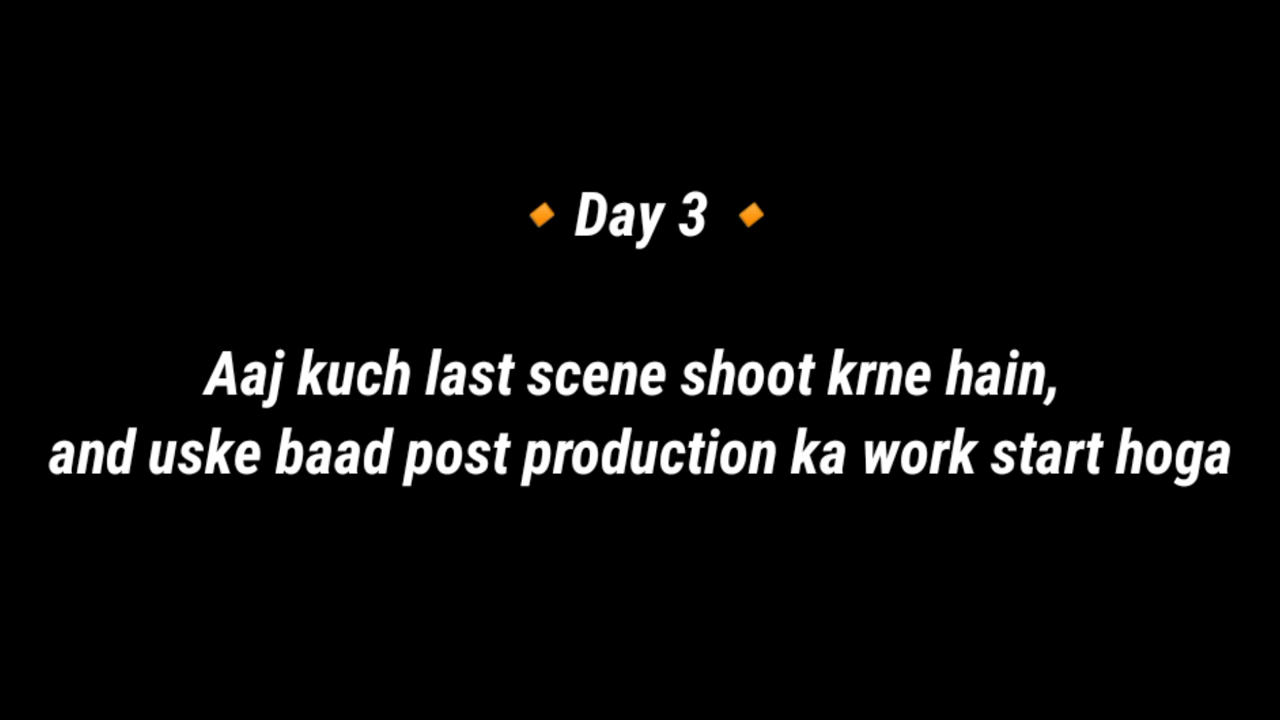 🔸Day 3 🔸
Aaj kuch last scene shoot krne hain,
and uske baad post production ka work start hoga